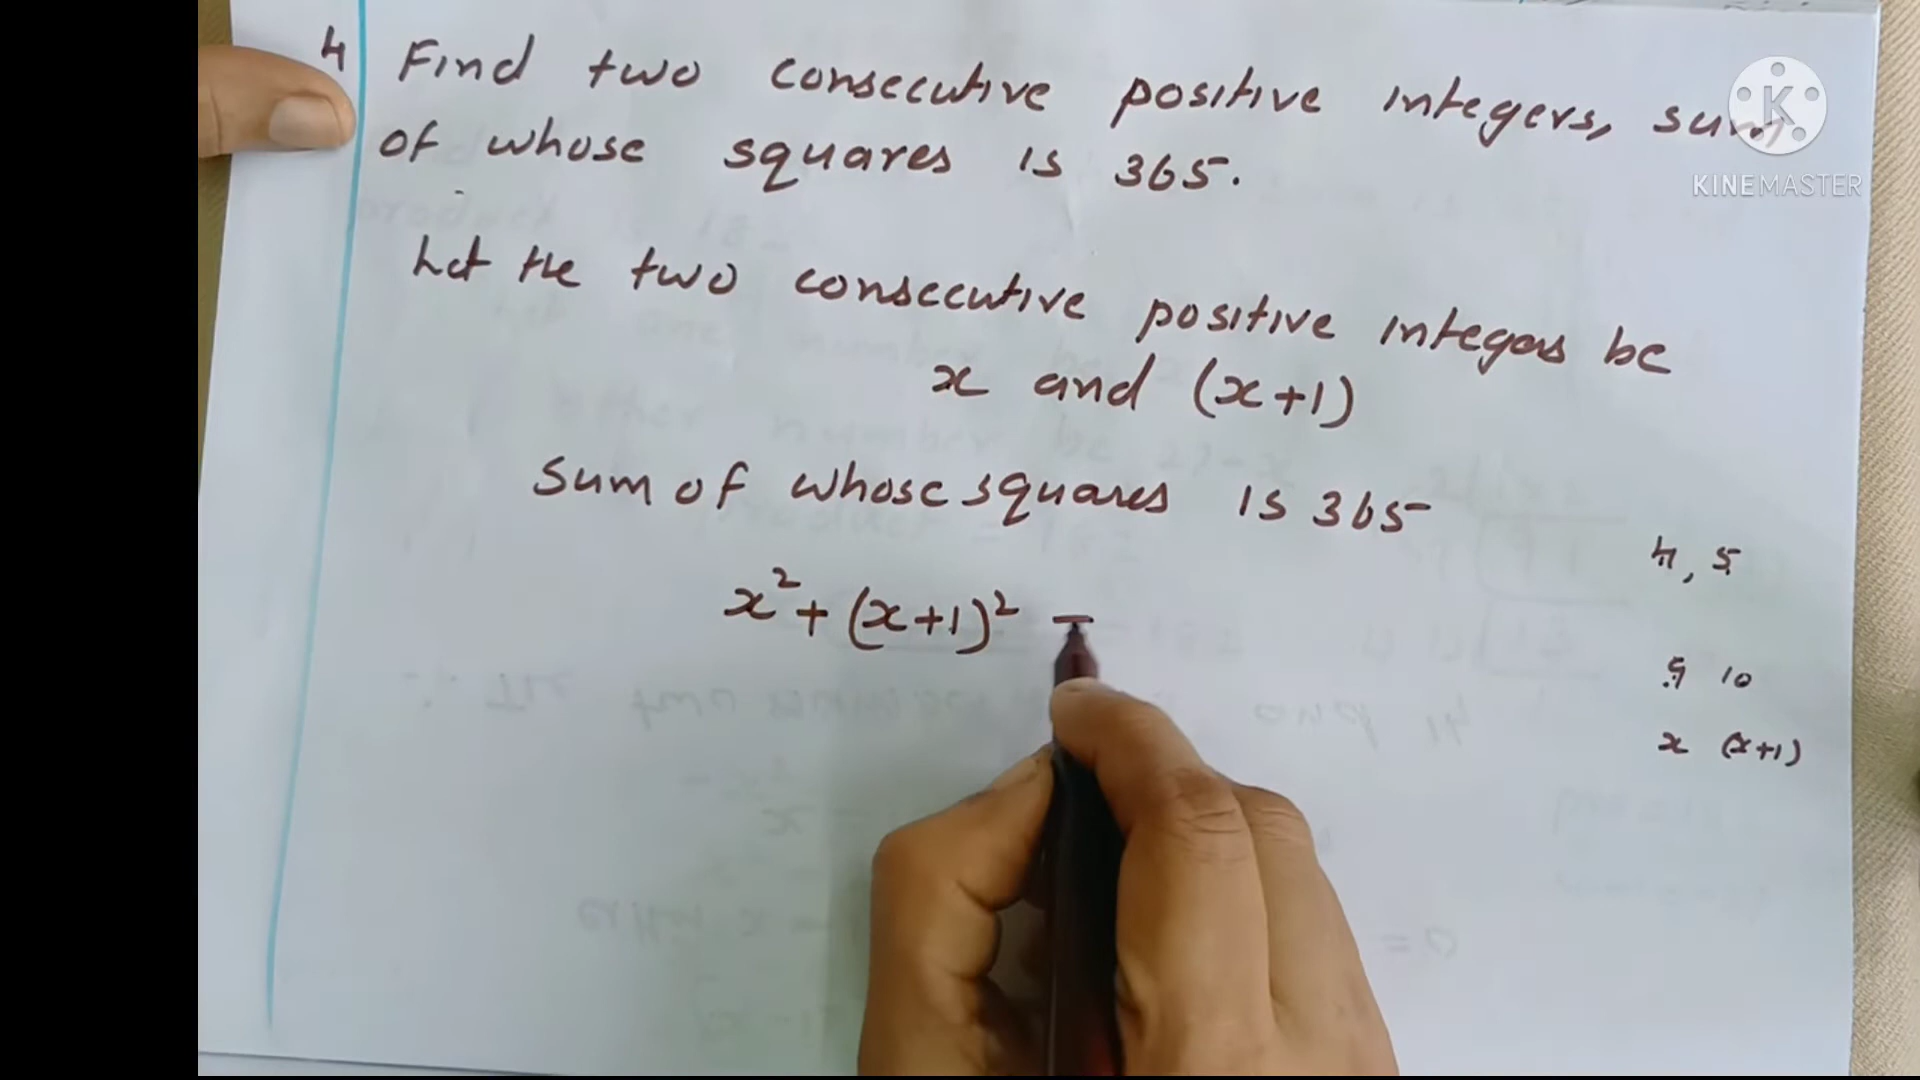 4 Find two consecutive positive integers, sum
of whose squares is 365.
Let the two consecutive positive integers be
x and (x+1)
Sum of whose squares is 365
4, 5
x² + (x+1)² =
9 10
x (x+1)
KINEMASTER